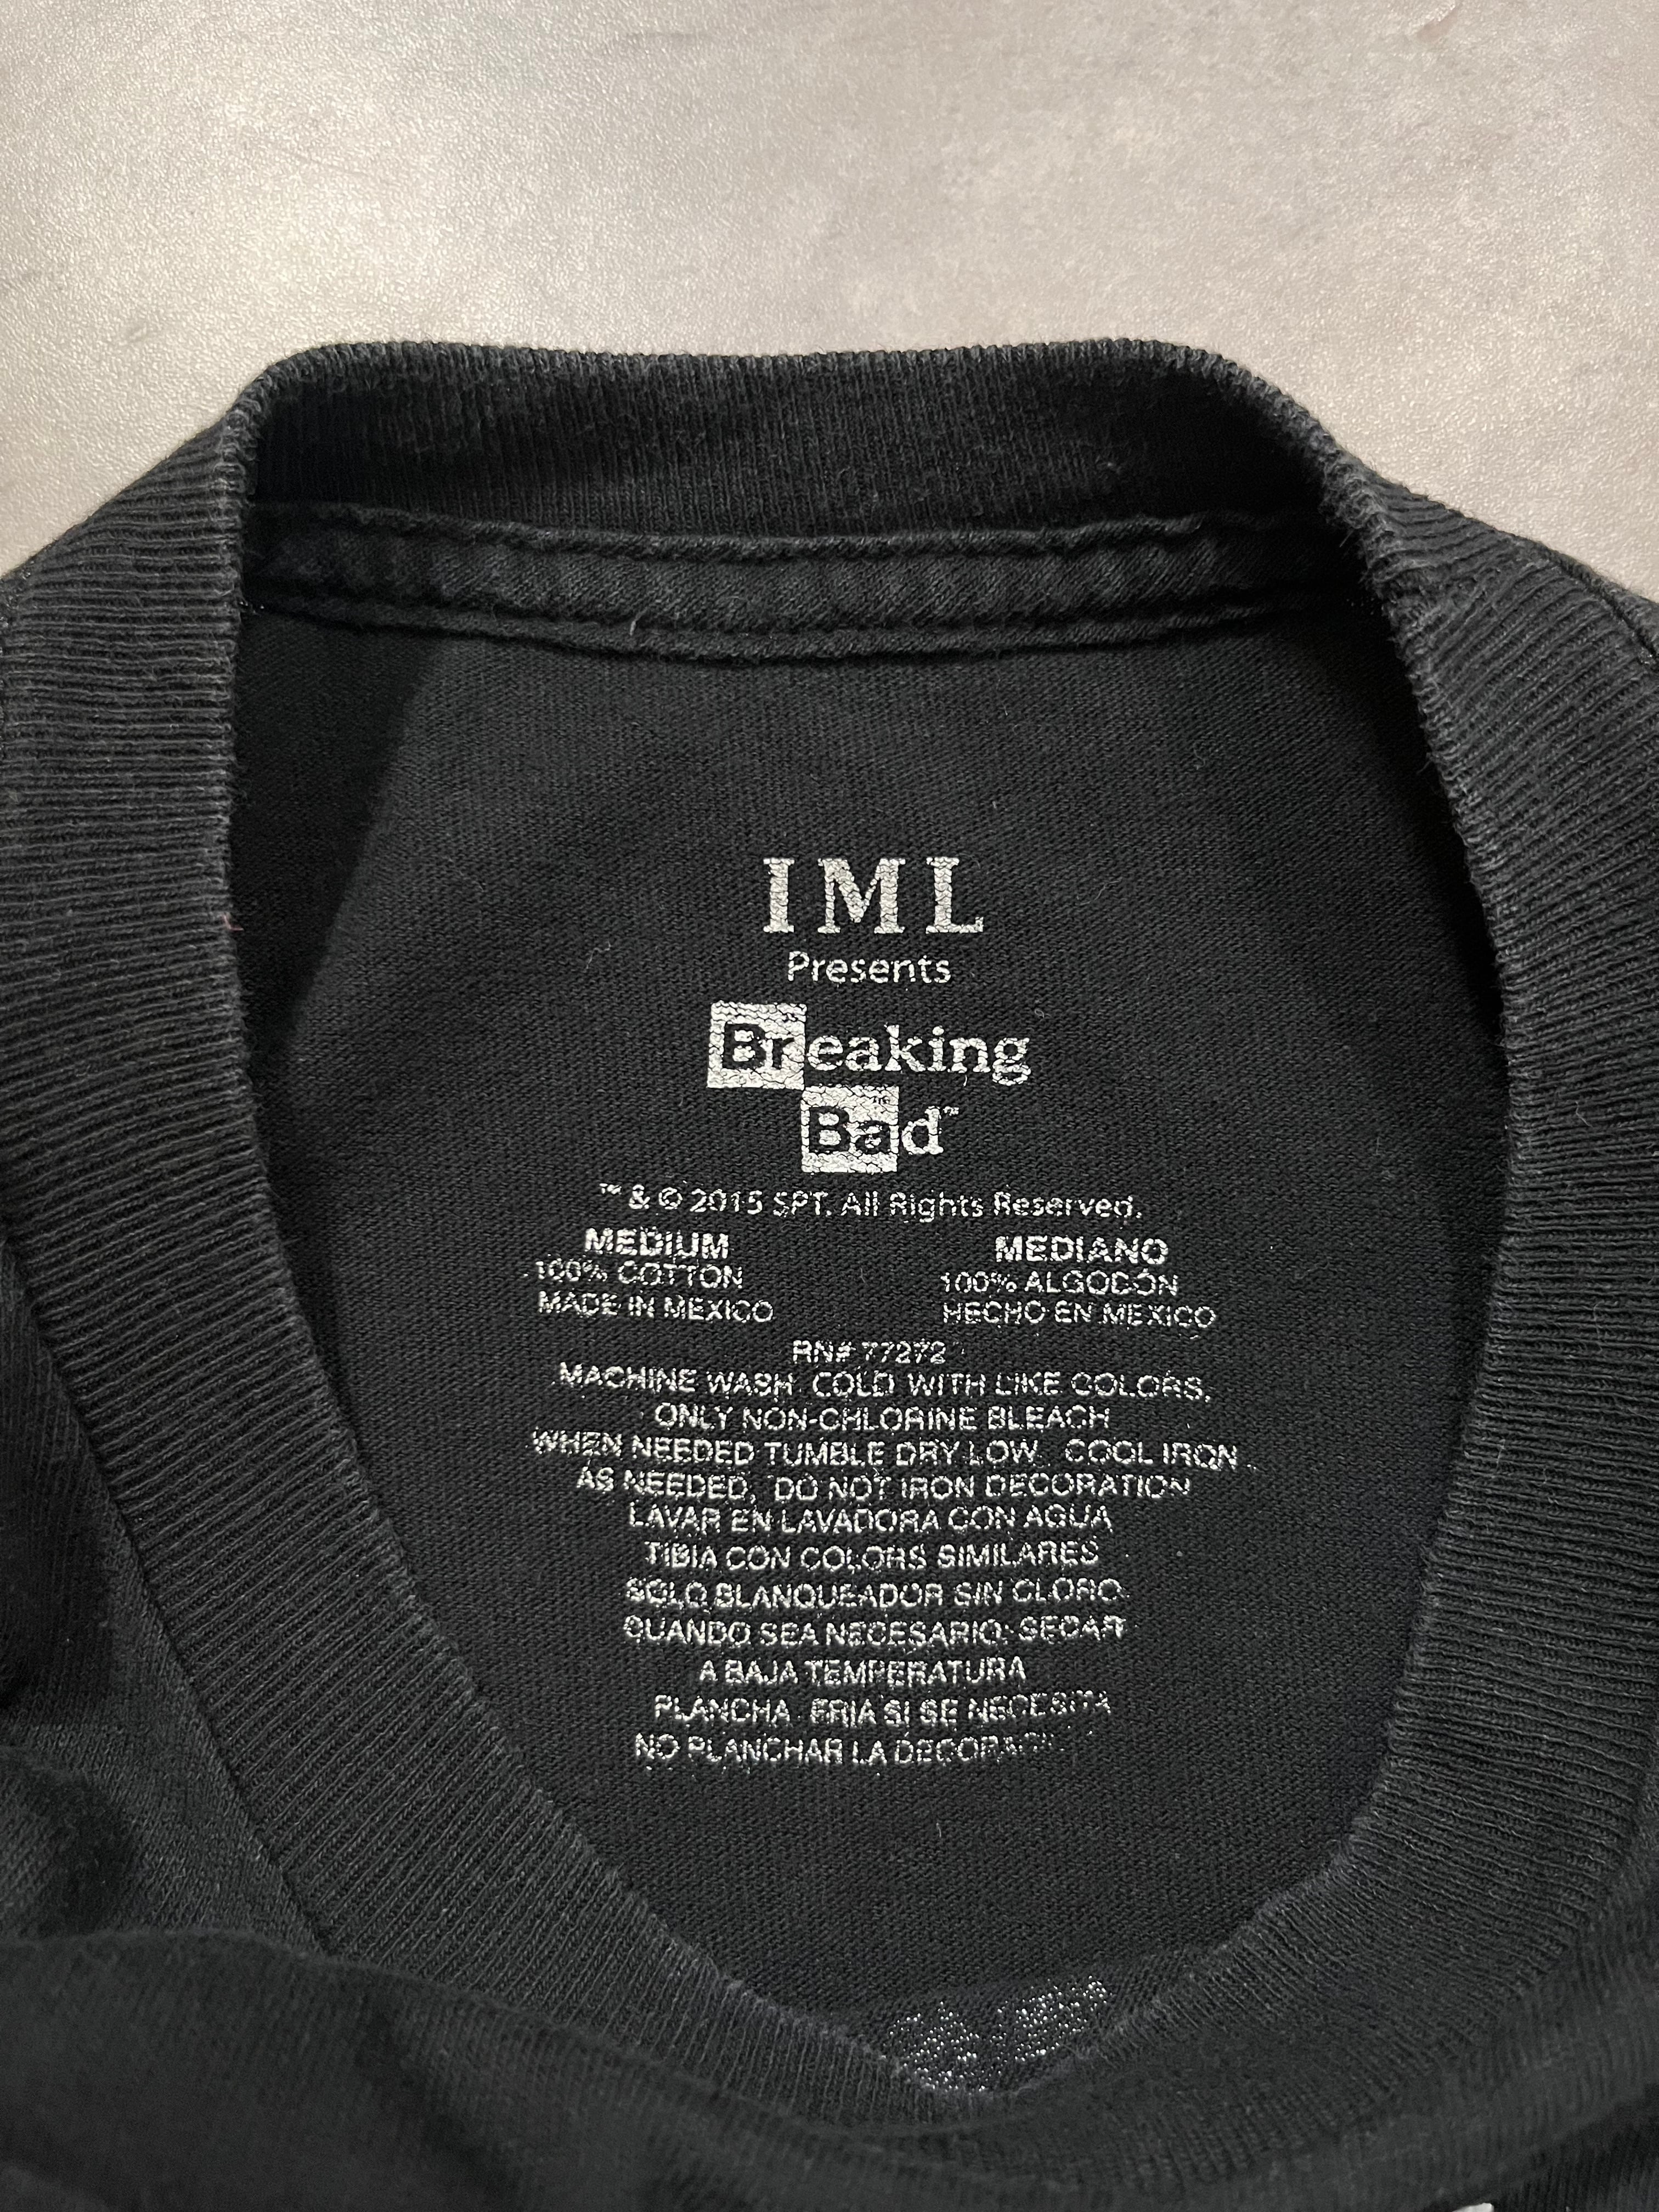 IML
Presents
Breaking
Bad™
™ & © 2015 SPT. All Rights Reserved.
MEDIUM MEDIANO
100% COTTON 100% ALGODÓN
MADE IN MEXICO HECHO EN MEXICO
RN# 77272
MACHINE WASH COLD WITH LIKE COLORS,
ONLY NON-CHLORINE BLEACH
WHEN NEEDED TUMBLE DRY LOW. COOL IRON
AS NEEDED, DO NOT IRON DECORATION
LAVAR EN LAVADORA CON AGUA
TIBIA CON COLORS SIMILARES
SOLO BLANQUEADOR SIN CLORO
QUANDO SEA NECESARIO; SECAR
A BAJA TEMPERATURA
PLANCHA FRIA SI SE NECESITA
NO PLANCHAR LA